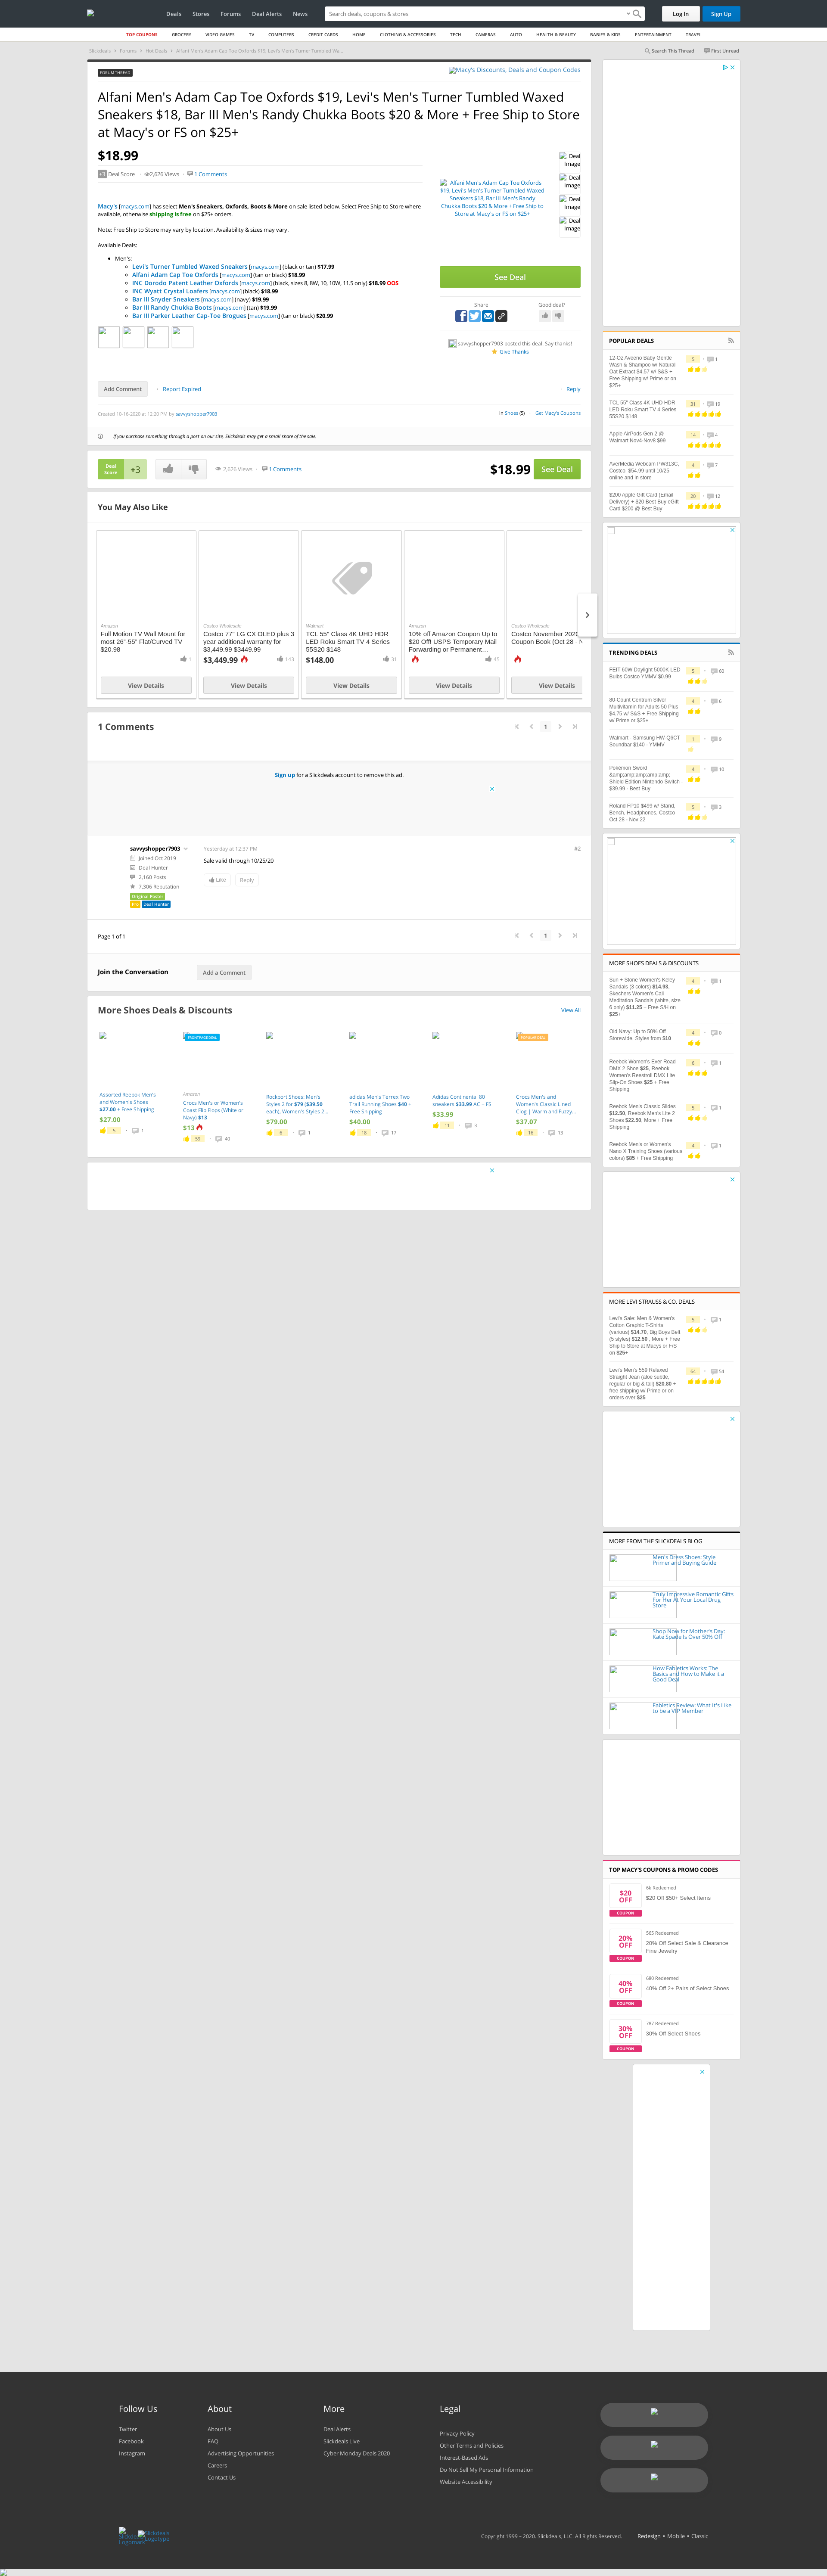 Deals Stores Forums Deal Alerts News
Search deals, coupons & stores
Log In Sign Up
TOP COUPONS GROCERY VIDEO GAMES TV COMPUTERS CREDIT CARDS HOME CLOTHING & ACCESSORIES TECH CAMERAS AUTO HEALTH & BEAUTY BABIES & KIDS ENTERTAINMENT TRAVEL
Slickdeals > Forums > Hot Deals > Alfani Men's Adam Cap Toe Oxfords $19, Levi's Men's Turner Tumbled Wa...
Search This Thread First Unread
FORUM THREAD
Macy's Discounts, Deals and Coupon Codes
Alfani Men's Adam Cap Toe Oxfords $19, Levi's Men's Turner Tumbled Waxed
Sneakers $18, Bar III Men's Randy Chukka Boots $20 & More + Free Ship to Store
at Macy's or FS on $25+
$18.99
+3 Deal Score 2,626 Views 1 Comments
Macy's [macys.com] has select Men's Sneakers, Oxfords, Boots & More on sale listed below. Select Free Ship to Store where
available, otherwise shipping is free on $25+ orders.
Note: Free Ship to Store may vary by location. Availability & sizes may vary.
Available Deals:
Men's:
Levi's Turner Tumbled Waxed Sneakers [macys.com] (black or tan) $17.99
Alfani Adam Cap Toe Oxfords [macys.com] (tan or black) $18.99
INC Dorodo Patent Leather Oxfords [macys.com] (black, sizes 8, 8W, 10, 10W, 11.5 only) $18.99 OOS
INC Wyatt Crystal Loafers [macys.com] (black) $18.99
Bar III Snyder Sneakers [macys.com] (navy) $19.99
Bar III Randy Chukka Boots [macys.com] (tan) $19.99
Bar III Parker Leather Cap-Toe Brogues [macys.com] (tan or black) $20.99
Alfani Men's Adam Cap Toe Oxfords
$19, Levi's Men's Turner Tumbled Waxed
Sneakers $18, Bar III Men's Randy
Chukka Boots $20 & More + Free Ship to
Store at Macy's or FS on $25+
Deal
Image
Deal
Image
Deal
Image
Deal
Image
See Deal
Share Good deal?
savvyshopper7903 posted this deal. Say thanks!
Give Thanks
Add Comment Report Expired Reply
Created 10-16-2020 at 12:20 PM by savvyshopper7903
in Shoes (5) Get Macy's Coupons
If you purchase something through a post on our site, Slickdeals may get a small share of the sale.
Deal
Score
+3
2,626 Views 1 Comments
$18.99 See Deal
You May Also Like
Amazon
Full Motion TV Wall Mount for
most 26"-55" Flat/Curved TV
$20.98
1
View Details
Costco Wholesale
Costco 77" LG CX OLED plus 3
year additional warranty for
$3,449.99 $3449.99
$3,449.99 143
View Details
Walmart
TCL 55" Class 4K UHD HDR
LED Roku Smart TV 4 Series
55S20 $148
$148.00 31
View Details
Amazon
10% off Amazon Coupon Up to
$20 Off! USPS Temporary Mail
Forwarding or Permanent...
45
View Details
Costco Wholesale
Costco November 2020
Coupon Book (Oct 28 - N
View Details
1 Comments
1
Sign up for a Slickdeals account to remove this ad.
savvyshopper7903
Joined Oct 2019
Deal Hunter
2,160 Posts
7,306 Reputation
Original Poster
Pro Deal Hunter
Yesterday at 12:37 PM #2
Sale valid through 10/25/20
Like Reply
Page 1 of 1
1
Join the Conversation Add a Comment
More Shoes Deals & Discounts View All
Assorted Reebok Men's
and Women's Shoes
$27.00 + Free Shipping
$27.00
5 1
FRONTPAGE DEAL
Amazon
Crocs Men's or Women's
Coast Flip Flops (White or
Navy) $13
$13
59 40
Rockport Shoes: Men's
Styles 2 for $79 ($39.50
each), Women's Styles 2...
$79.00
6 1
adidas Men's Terrex Two
Trail Running Shoes $40 +
Free Shipping
$40.00
18 17
Adidas Continental 80
sneakers $33.99 AC + FS
$33.99
11 3
POPULAR DEAL
Crocs Men's and
Women's Classic Lined
Clog | Warm and Fuzzy...
$37.07
16 13
POPULAR DEALS
12-Oz Aveeno Baby Gentle
Wash & Shampoo w/ Natural
Oat Extract $4.57 w/ S&S +
Free Shipping w/ Prime or on
$25+
5 1
TCL 55" Class 4K UHD HDR
LED Roku Smart TV 4 Series
55S20 $148
31 19
Apple AirPods Gen 2 @
Walmart Nov4-Nov8 $99
14 4
AverMedia Webcam PW313C,
Costco, $54.99 until 10/25
online and in store
4 7
$200 Apple Gift Card (Email
Delivery) + $20 Best Buy eGift
Card $200 @ Best Buy
20 12
TRENDING DEALS
FEIT 60W Daylight 5000K LED
Bulbs Costco YMMV $0.99
5 60
80-Count Centrum Silver
Multivitamin for Adults 50 Plus
$4.75 w/ S&S + Free Shipping
w/ Prime or $25+
4 6
Walmart - Samsung HW-Q6CT
Soundbar $140 - YMMV
1 9
Pokémon Sword
&amp;amp;amp;amp;amp;
Shield Edition Nintendo Switch -
$39.99 - Best Buy
4 10
Roland FP10 $499 w/ Stand,
Bench, Headphones, Costco
Oct 28 - Nov 22
5 3
MORE SHOES DEALS & DISCOUNTS
Sun + Stone Women's Keley
Sandals (3 colors) $14.93,
Skechers Women's Cali
Meditation Sandals (white, size
6 only) $11.25 + Free S/H on
$25+
4 1
Old Navy: Up to 50% Off
Storewide, Styles from $10
4 0
Reebok Women's Ever Road
DMX 2 Shoe $25, Reebok
Women's Reestroll DMX Lite
Slip-On Shoes $25 + Free
Shipping
6 1
Reebok Men's Classic Slides
$12.50, Reebok Men's Lite 2
Shoes $22.50, More + Free
Shipping
5 1
Reebok Men's or Women's
Nano X Training Shoes (various
colors) $85 + Free Shipping
4 1
MORE LEVI STRAUSS & CO. DEALS
Levi's Sale: Men & Women's
Cotton Graphic T-Shirts
(various) $14.70, Big Boys Belt
(5 styles) $12.50 , More + Free
Ship to Store at Macys or F/S
on $25+
5 1
Levi's Men's 559 Relaxed
Straight Jean (aloe subtle,
regular or big & tall) $20.80 +
free shipping w/ Prime or on
orders over $25
64 54
MORE FROM THE SLICKDEALS BLOG
Men's Dress Shoes: Style
Primer and Buying Guide
Truly Impressive Romantic Gifts
For Her At Your Local Drug
Store
Shop Now for Mother's Day:
Kate Spade is Over 50% Off
How Fabletics Works: The
Basics and How to Make it a
Good Deal
Fabletics Review: What It's Like
to be a VIP Member
TOP MACY'S COUPONS & PROMO CODES
$20
OFF
COUPON
6k Redeemed
$20 Off $50+ Select Items
20%
OFF
COUPON
565 Redeemed
20% Off Select Sale & Clearance
Fine Jewelry
40%
OFF
COUPON
680 Redeemed
40% Off 2+ Pairs of Select Shoes
30%
OFF
COUPON
787 Redeemed
30% Off Select Shoes
Follow Us
Twitter
Facebook
Instagram
About
About Us
FAQ
Advertising Opportunities
Careers
Contact Us
More
Deal Alerts
Slickdeals Live
Cyber Monday Deals 2020
Legal
Privacy Policy
Other Terms and Policies
Interest-Based Ads
Do Not Sell My Personal Information
Website Accessibility
Slickdeals
Logomark
Slickdeals
Logotype
Copyright 1999 – 2020. Slickdeals, LLC. All Rights Reserved. Redesign • Mobile • Classic